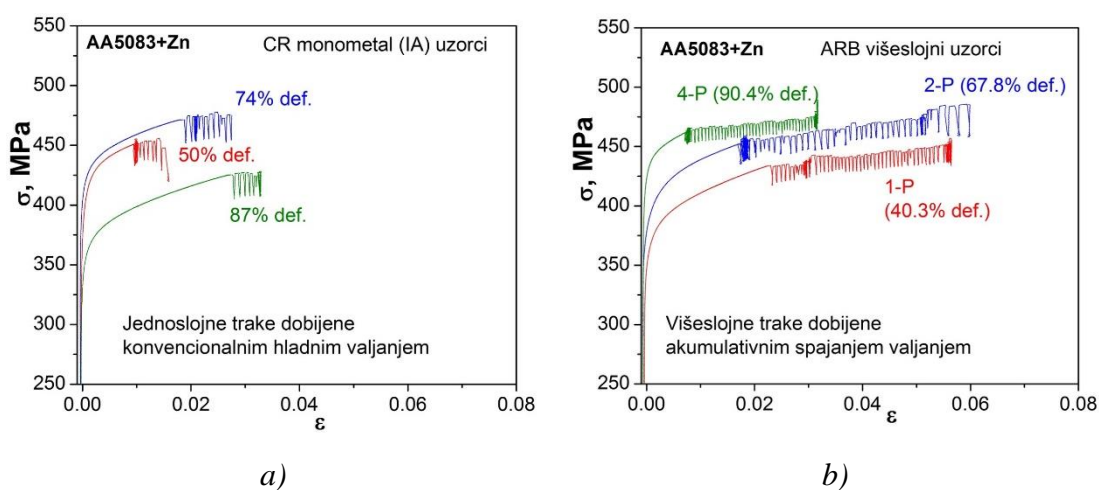 AA5083+Zn CR monometal (IA) uzorci
550
500
450
400
350
300
250
σ, MPa
74% def.
50% def.
87% def.
Jednoslojne trake dobijene
konvencionalnim hladnim valjanjem
0.00 0.02 0.04 0.06 0.08
ε
a)
AA5083+Zn ARB višeslojni uzorci
550
500
450
400
350
300
250
σ, MPa
4-P (90.4% def.)
2-P (67.8% def.)
1-P
(40.3% def.)
Višeslojne trake dobijene
akumulativnim spajanjem valjanjem
0.00 0.02 0.04 0.06 0.08
ε
b)